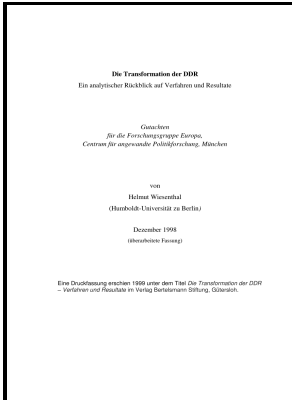 Die Transformation der DDR
Ein analytischer Rückblick auf Verfahren und Resultate
Gutachten
für die Forschungsgruppe Europa,
Centrum für angewandte Politikforschung, München
von
Helmut Wiesenthal
(Humboldt-Universität zu Berlin)
Dezember 1998
(überarbeitete Fassung)
Eine Druckfassung erschien 1999 unter dem Titel Die Transformation der DDR
– Verfahren und Resultate im Verlag Bertelsmann Stiftung, Gütersloh.